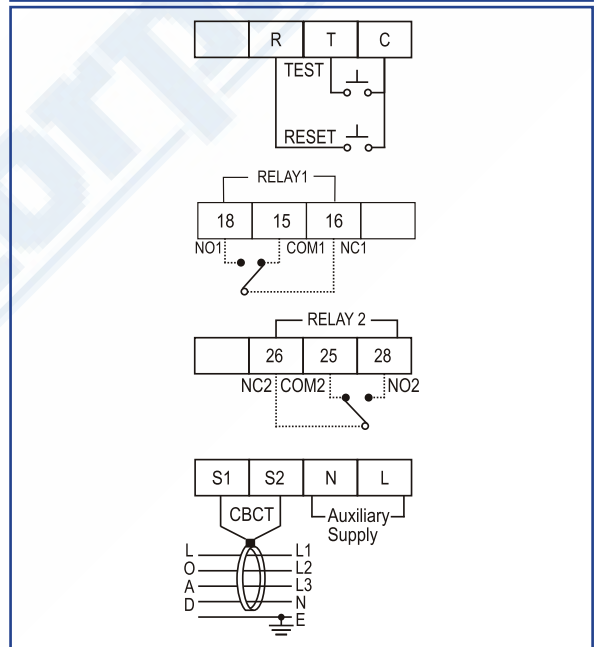 R T C
TEST
RESET
RELAY1
18 15 16
NO1 COM1 NC1
RELAY 2
26 25 28
NC2 COM2 NO2
S1 S2 N L
CBCT
Auxiliary
Supply
L L1
O L2
A L3
D N
E